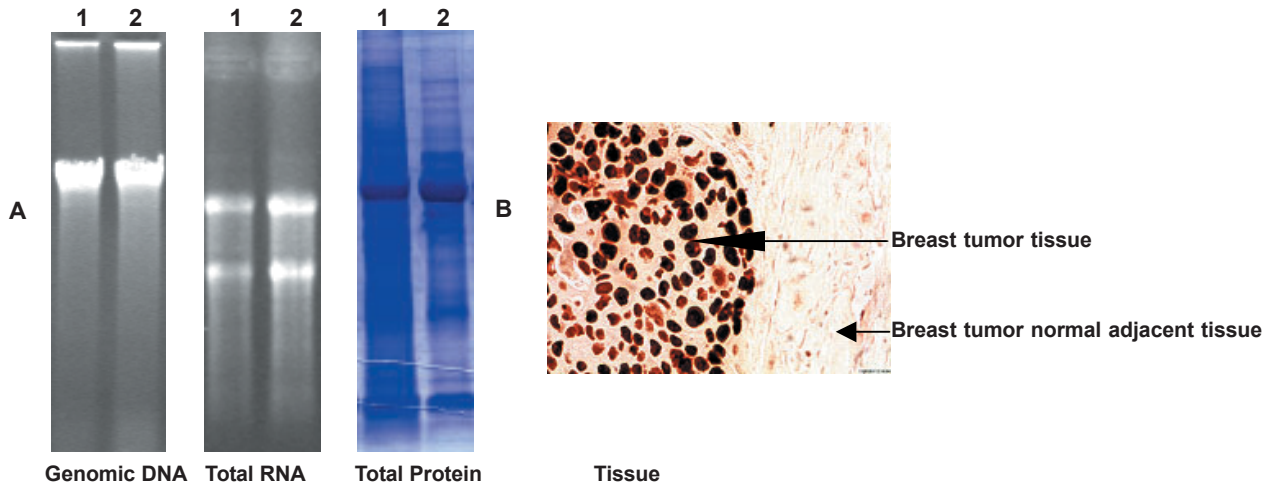 1 2
1 2
1 2
A
B
Breast tumor tissue
Breast tumor normal adjacent tissue
Genomic DNA
Total RNA
Total Protein
Tissue